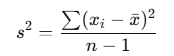 s² = ∑(xᵢ - x̄)² / n - 1